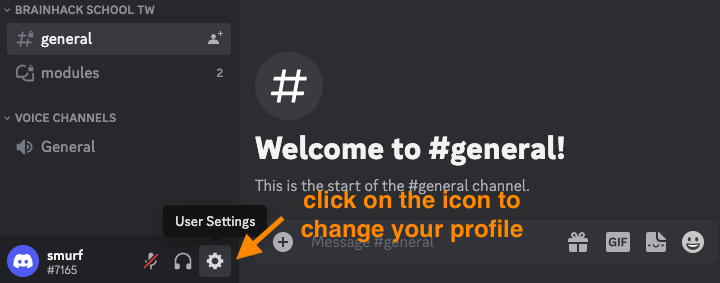 BRAINHACK SCHOOL TW
general
modules
2
VOICE CHANNELS
General
User Settings
smurf
#7165
#
Welcome to #general!
This is the start of the #general channel.
click on the icon to
change your profile
Message #general
GIF